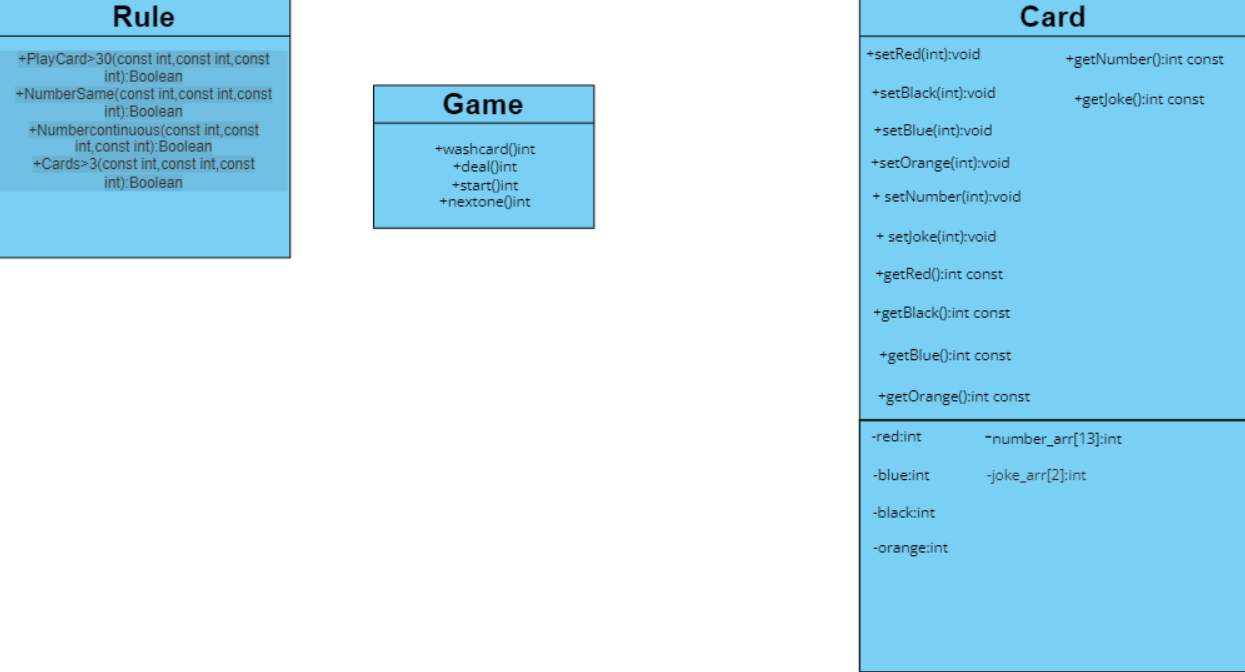 Rule
+PlayCard>30(const int,const int,const
int):Boolean
+NumberSame(const int,const int,const
int):Boolean
+Numbercontinuous(const int,const
int,const int):Boolean
+Cards>3(const int,const int,const
int):Boolean
Game
+washcard()int
+deal()int
+start()int
+nextone()int
Card
+setRed(int):void
+getNumber():int const
+setBlack(int):void
+getJoke():int const
+setBlue(int):void
+setOrange(int):void
+ setNumber(int):void
+ setJoke(int):void
+getRed():int const
+getBlack():int const
+getBlue():int const
+getOrange():int const
-red:int
-number_arr[13]:int
-blue:int
-joke_arr[2]:int
-black:int
-orange:int